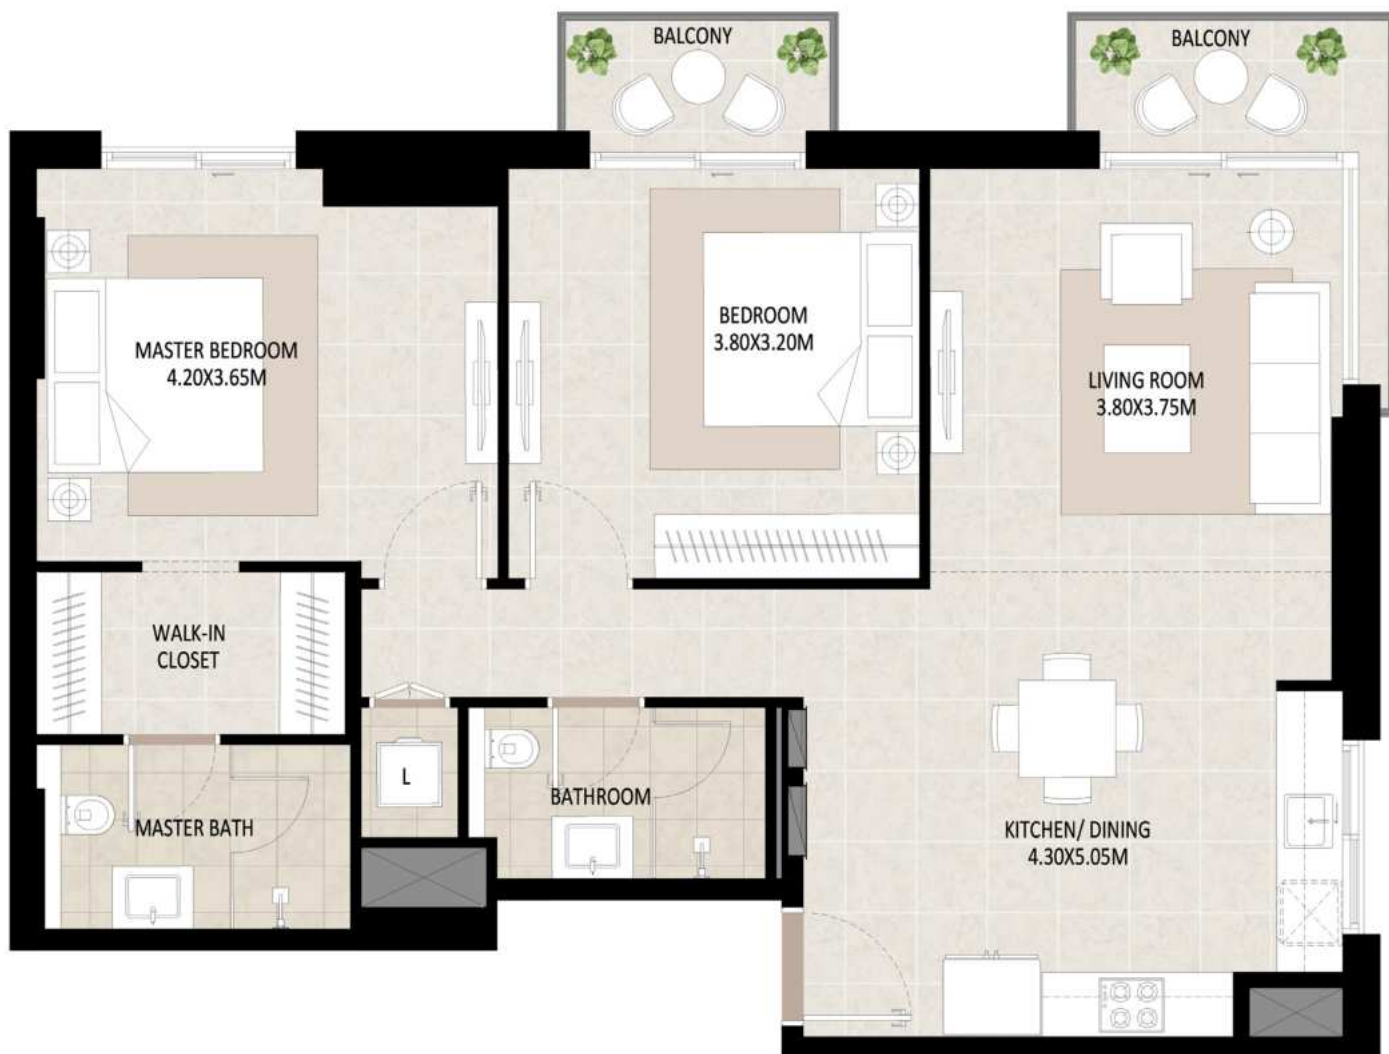 BALCONY
BALCONY
MASTER BEDROOM
4.20X3.65M
BEDROOM
3.80X3.20M
LIVING ROOM
3.80X3.75M
WALK-IN
CLOSET
MASTER BATH
L
BATHROOM
KITCHEN/ DINING
4.30X5.05M